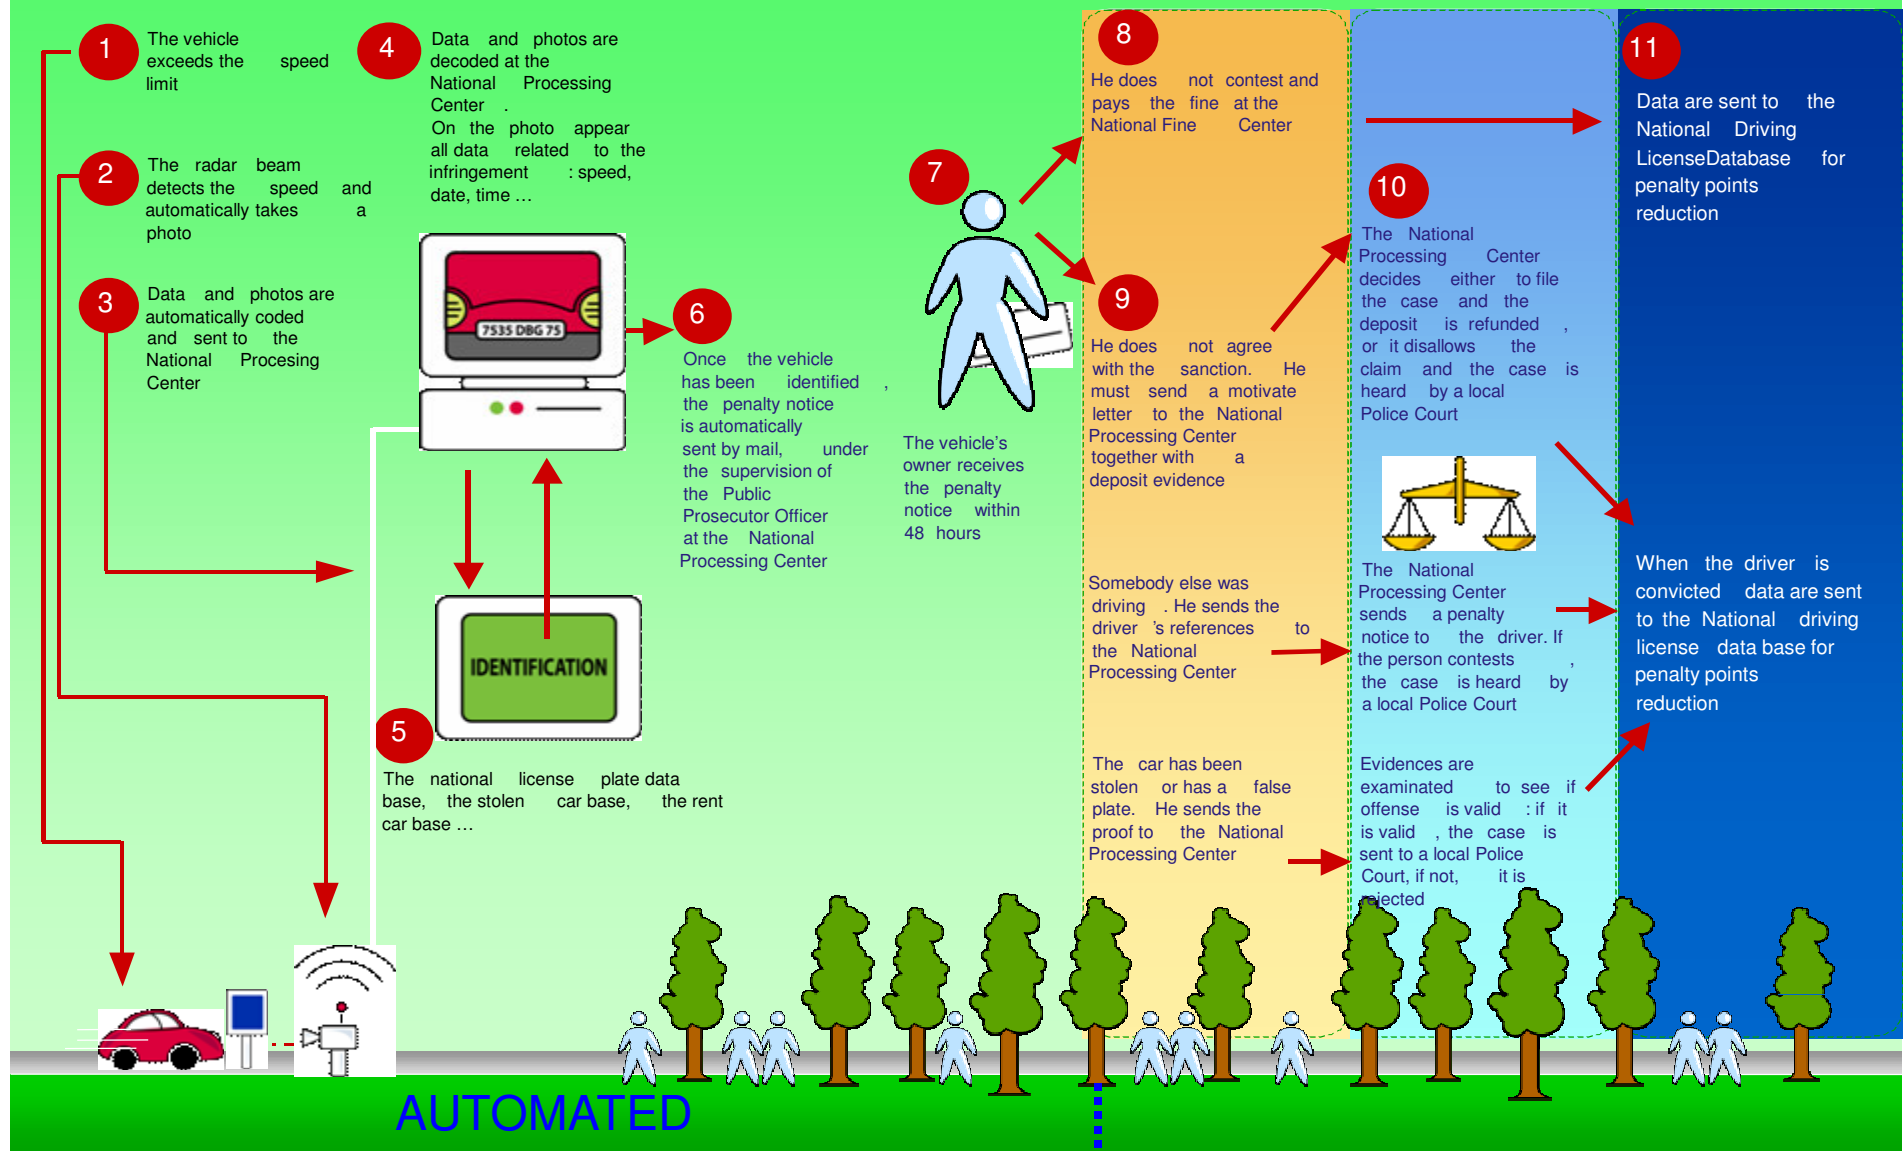 1
The vehicle
exceeds the speed
limit
2
The radar beam
detects the speed and
automatically takes a
photo
3
Data and photos are
automatically coded
and sent to the
National Procesing
Center
4
Data and photos are
decoded at the
National Processing
Center .
On the photo appear
all data related to the
infringement : speed,
date, time …
7535 DBG 75
IDENTIFICATION
5
The national license plate data
base, the stolen car base, the rent
car base …
6
Once the vehicle
has been identified ,
the penalty notice
is automatically
sent by mail, under
the supervision of
the Public
Prosecutor Officer
at the National
Processing Center
7
The vehicle's
owner receives
the penalty
notice within
48 hours
8
He does not contest and
pays the fine at the
National Fine Center
9
He does not agree
with the sanction. He
must send a motivate
letter to the National
Processing Center
together with a
deposit evidence
Somebody else was
driving . He sends the
driver 's references to
the National
Processing Center
The car has been
stolen or has a false
plate. He sends the
proof to the National
Processing Center
10
The National
Processing Center
decides either to file
the case and the
deposit is refunded ,
or it disallows the
claim and the case is
heard by a local
Police Court
The National
Processing Center
sends a penalty
notice to the driver. If
the person contests ,
the case is heard by
a local Police Court
Evidences are
examinated to see if
offense is valid : if it
is valid , the case is
sent to a local Police
Court, if not, it is
rejected
11
Data are sent to the
National Driving
LicenseDatabase for
penalty points
reduction
When the driver is
convicted data are sent
to the National driving
license data base for
penalty points
reduction
AUTOMATED